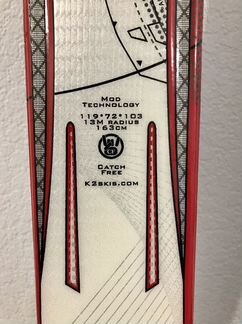 Mod
Technology
119*72*103
13m radius
163cm
Catch
Free
K2skis.com